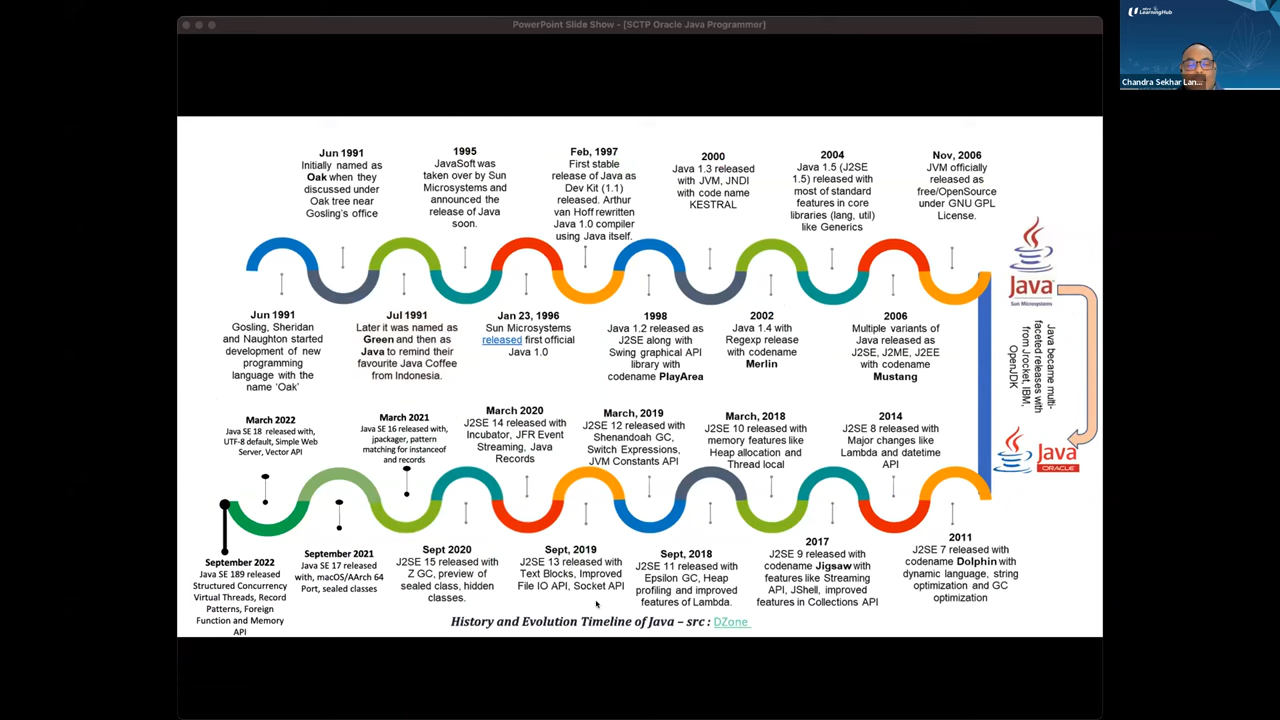 PowerPoint Slide Show - [SCTP Oracle Java Programmer]
LearningHub
Chandra Sekhar Lan...
Jun 1991
Initially named as
Oak when they
discussed under
Oak tree near
Gosling's office
1995
JavaSoft was
taken over by Sun
Microsystems and
announced the
release of Java
soon.
Feb, 1997
First stable
release of Java as
Dev Kit (1.1)
released. Arthur
van Hoff rewritten
Java 1.0 compiler
using Java itself.
2000
Java 1.3 released
with JVM, JNDI
with code name
KESTRAL
2004
Java 1.5 (J2SE
1.5) released with
most of standard
features in core
libraries (lang, util)
like Generics
Nov, 2006
JVM officially
released as
free/OpenSource
under GNU GPL
License.
Jun 1991
Gosling, Sheridan
and Naughton started
development of new
programming
language with the
name 'Oak'
Jul 1991
Later it was named as
Green and then as
Java to remind their
favourite Java Coffee
from Indonesia.
Jan 23, 1996
Sun Microsystems
released first official
Java 1.0
1998
Java 1.2 released as
J2SE along with
Swing graphical API
library with
codename PlayArea
2002
Java 1.4 with
Regexp release
with codename
Merlin
2006
Multiple variants of
Java released as
J2SE, J2ME, J2EE
with codename
Mustang
Java
Sun Microsystems
Java became multi-
faceted releases with
from Jrocket, IBM,
OpenJDK
Java
ORACLE
March 2022
Java SE 18 released with,
UTF-8 default, Simple Web
Server, Vector API
March 2021
Java SE 16 released with,
jpackager, pattern
matching for instanceof
and records
March 2020
J2SE 14 released with
Incubator, JFR Event
Streaming, Java
Records
March, 2019
J2SE 12 released with
Shenandoah GC,
Switch Expressions,
JVM Constants API
March, 2018
J2SE 10 released with
memory features like
Heap allocation and
Thread local
2014
J2SE 8 released with
Major changes like
Lambda and datetime
API
September 2022
Java SE 189 released
Structured Concurrency
Virtual Threads, Record
Patterns, Foreign
Function and Memory
API
September 2021
Java SE 17 released
with, macOS/AArch 64
Port, sealed classes
Sept 2020
J2SE 15 released with
Z GC, preview of
sealed class, hidden
classes.
Sept, 2019
J2SE 13 released with
Text Blocks, Improved
File IO API, Socket API
Sept, 2018
J2SE 11 released with
Epsilon GC, Heap
profiling and improved
features of Lambda.
2017
J2SE 9 released with
codename Jigsaw with
features like Streaming
API, JShell, improved
features in Collections API
2011
J2SE 7 released with
codename Dolphin with
dynamic language, string
optimization and GC
optimization
History and Evolution Timeline of Java – src : DZone